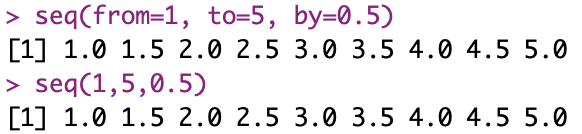 > seq(from=1, to=5, by=0.5)
[1] 1.0 1.5 2.0 2.5 3.0 3.5 4.0 4.5 5.0
> seq(1,5,0.5)
[1] 1.0 1.5 2.0 2.5 3.0 3.5 4.0 4.5 5.0